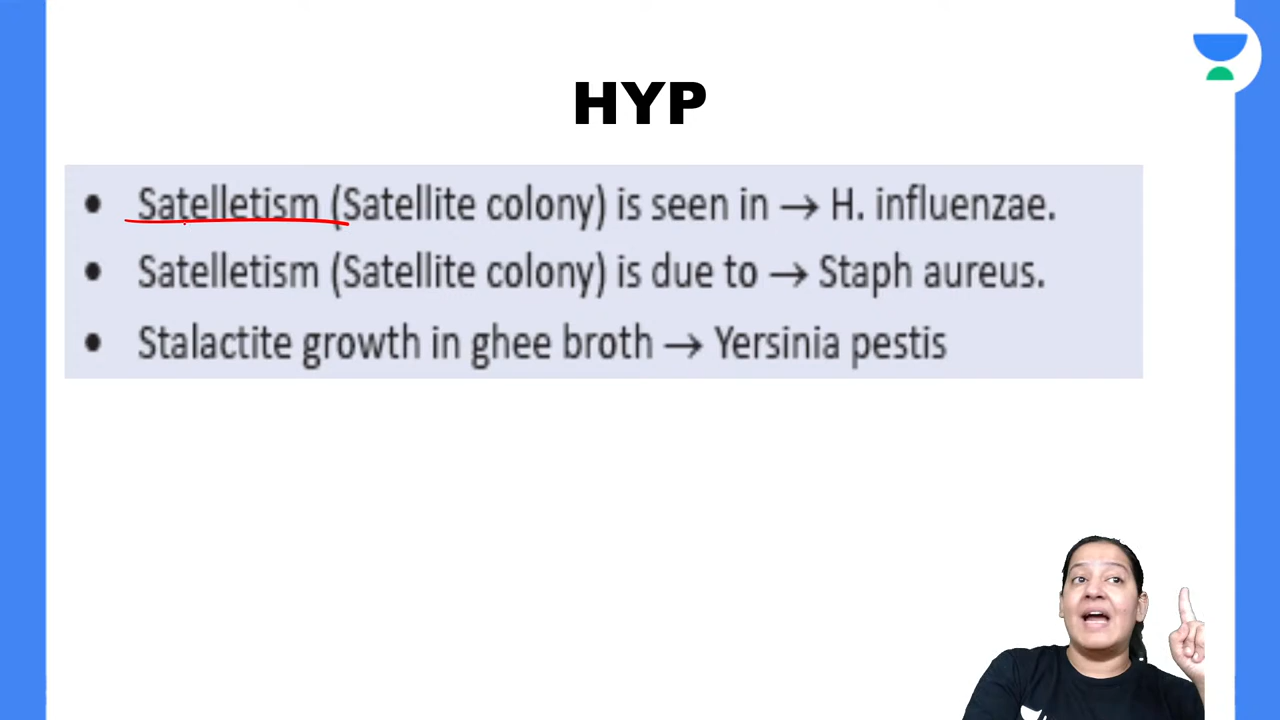 HYP
• Satelletism (Satellite colony) is seen in → H. influenzae.
• Satelletism (Satellite colony) is due to → Staph aureus.
• Stalactite growth in ghee broth → Yersinia pestis